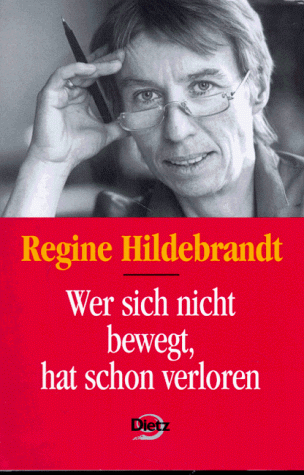 Regine Hildebrandt
Wer sich nicht
bewegt,
hat schon verloren
Dietz